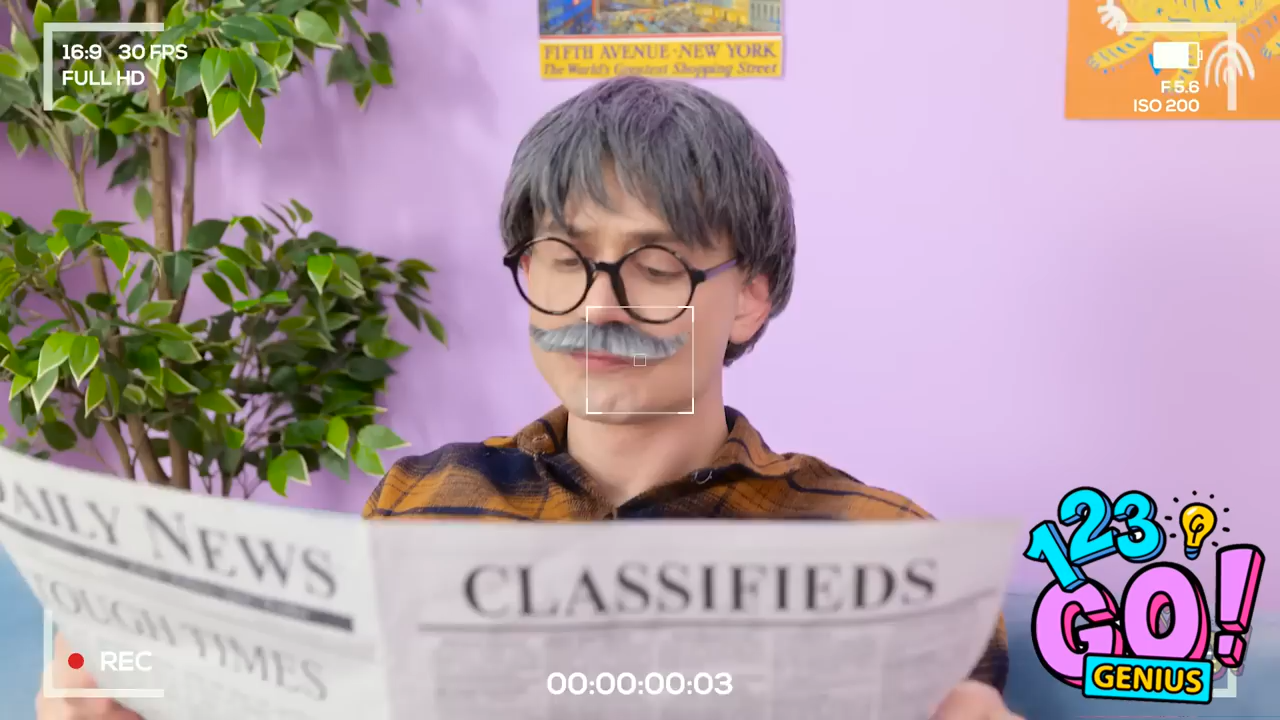 16:9 30 FPS
FULL HD
FIFTH AVENUE · NEW YORK
The World's Greatest Shopping Street
F 5.6
ISO 200
DAILY NEWS
TOUGH TIMES
CLASSIFIEDS
REC
00:00:00:03
123
GO!
GENIUS